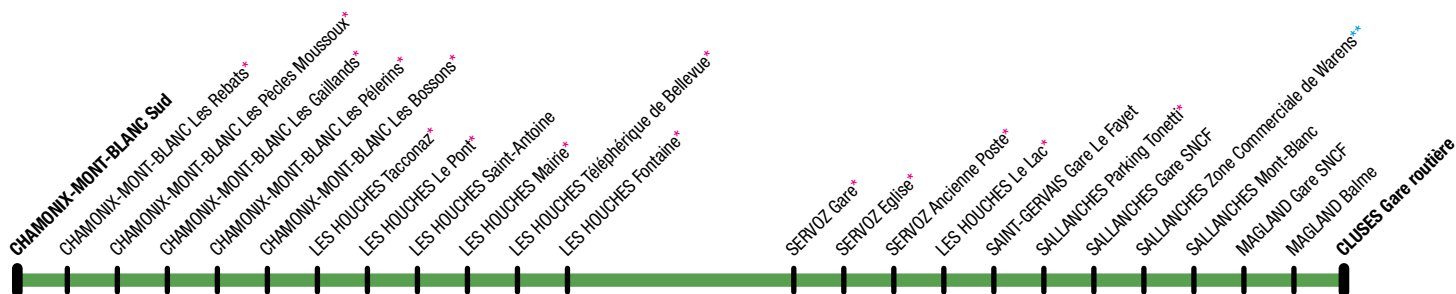 CHAMONIX-MONT-BLANC Sud
CHAMONIX-MONT-BLANC Les Rebats*
CHAMONIX-MONT-BLANC Les Pècles Moussoux*
CHAMONIX-MONT-BLANC Les Gaillands*
CHAMONIX-MONT-BLANC Les Pélerins*
CHAMONIX-MONT-BLANC Les Bossons*
LES HOUCHES Tacconaz*
LES HOUCHES Le Pont*
LES HOUCHES Saint-Antoine
LES HOUCHES Mairie*
LES HOUCHES Téléphérique de Bellevue*
LES HOUCHES Fontaine*
SERVOZ Gare*
SERVOZ Eglise*
SERVOZ Ancienne Poste*
LES HOUCHES Le Lac*
SAINT-GERVAIS Gare Le Fayet
SALLANCHES Parking Tonetti*
SALLANCHES Gare SNCF
SALLANCHES Zone Commerciale de Warens**
SALLANCHES Mont-Blanc
MAGLAND Gare SNCF
MAGLAND Balme
CLUSES Gare routière